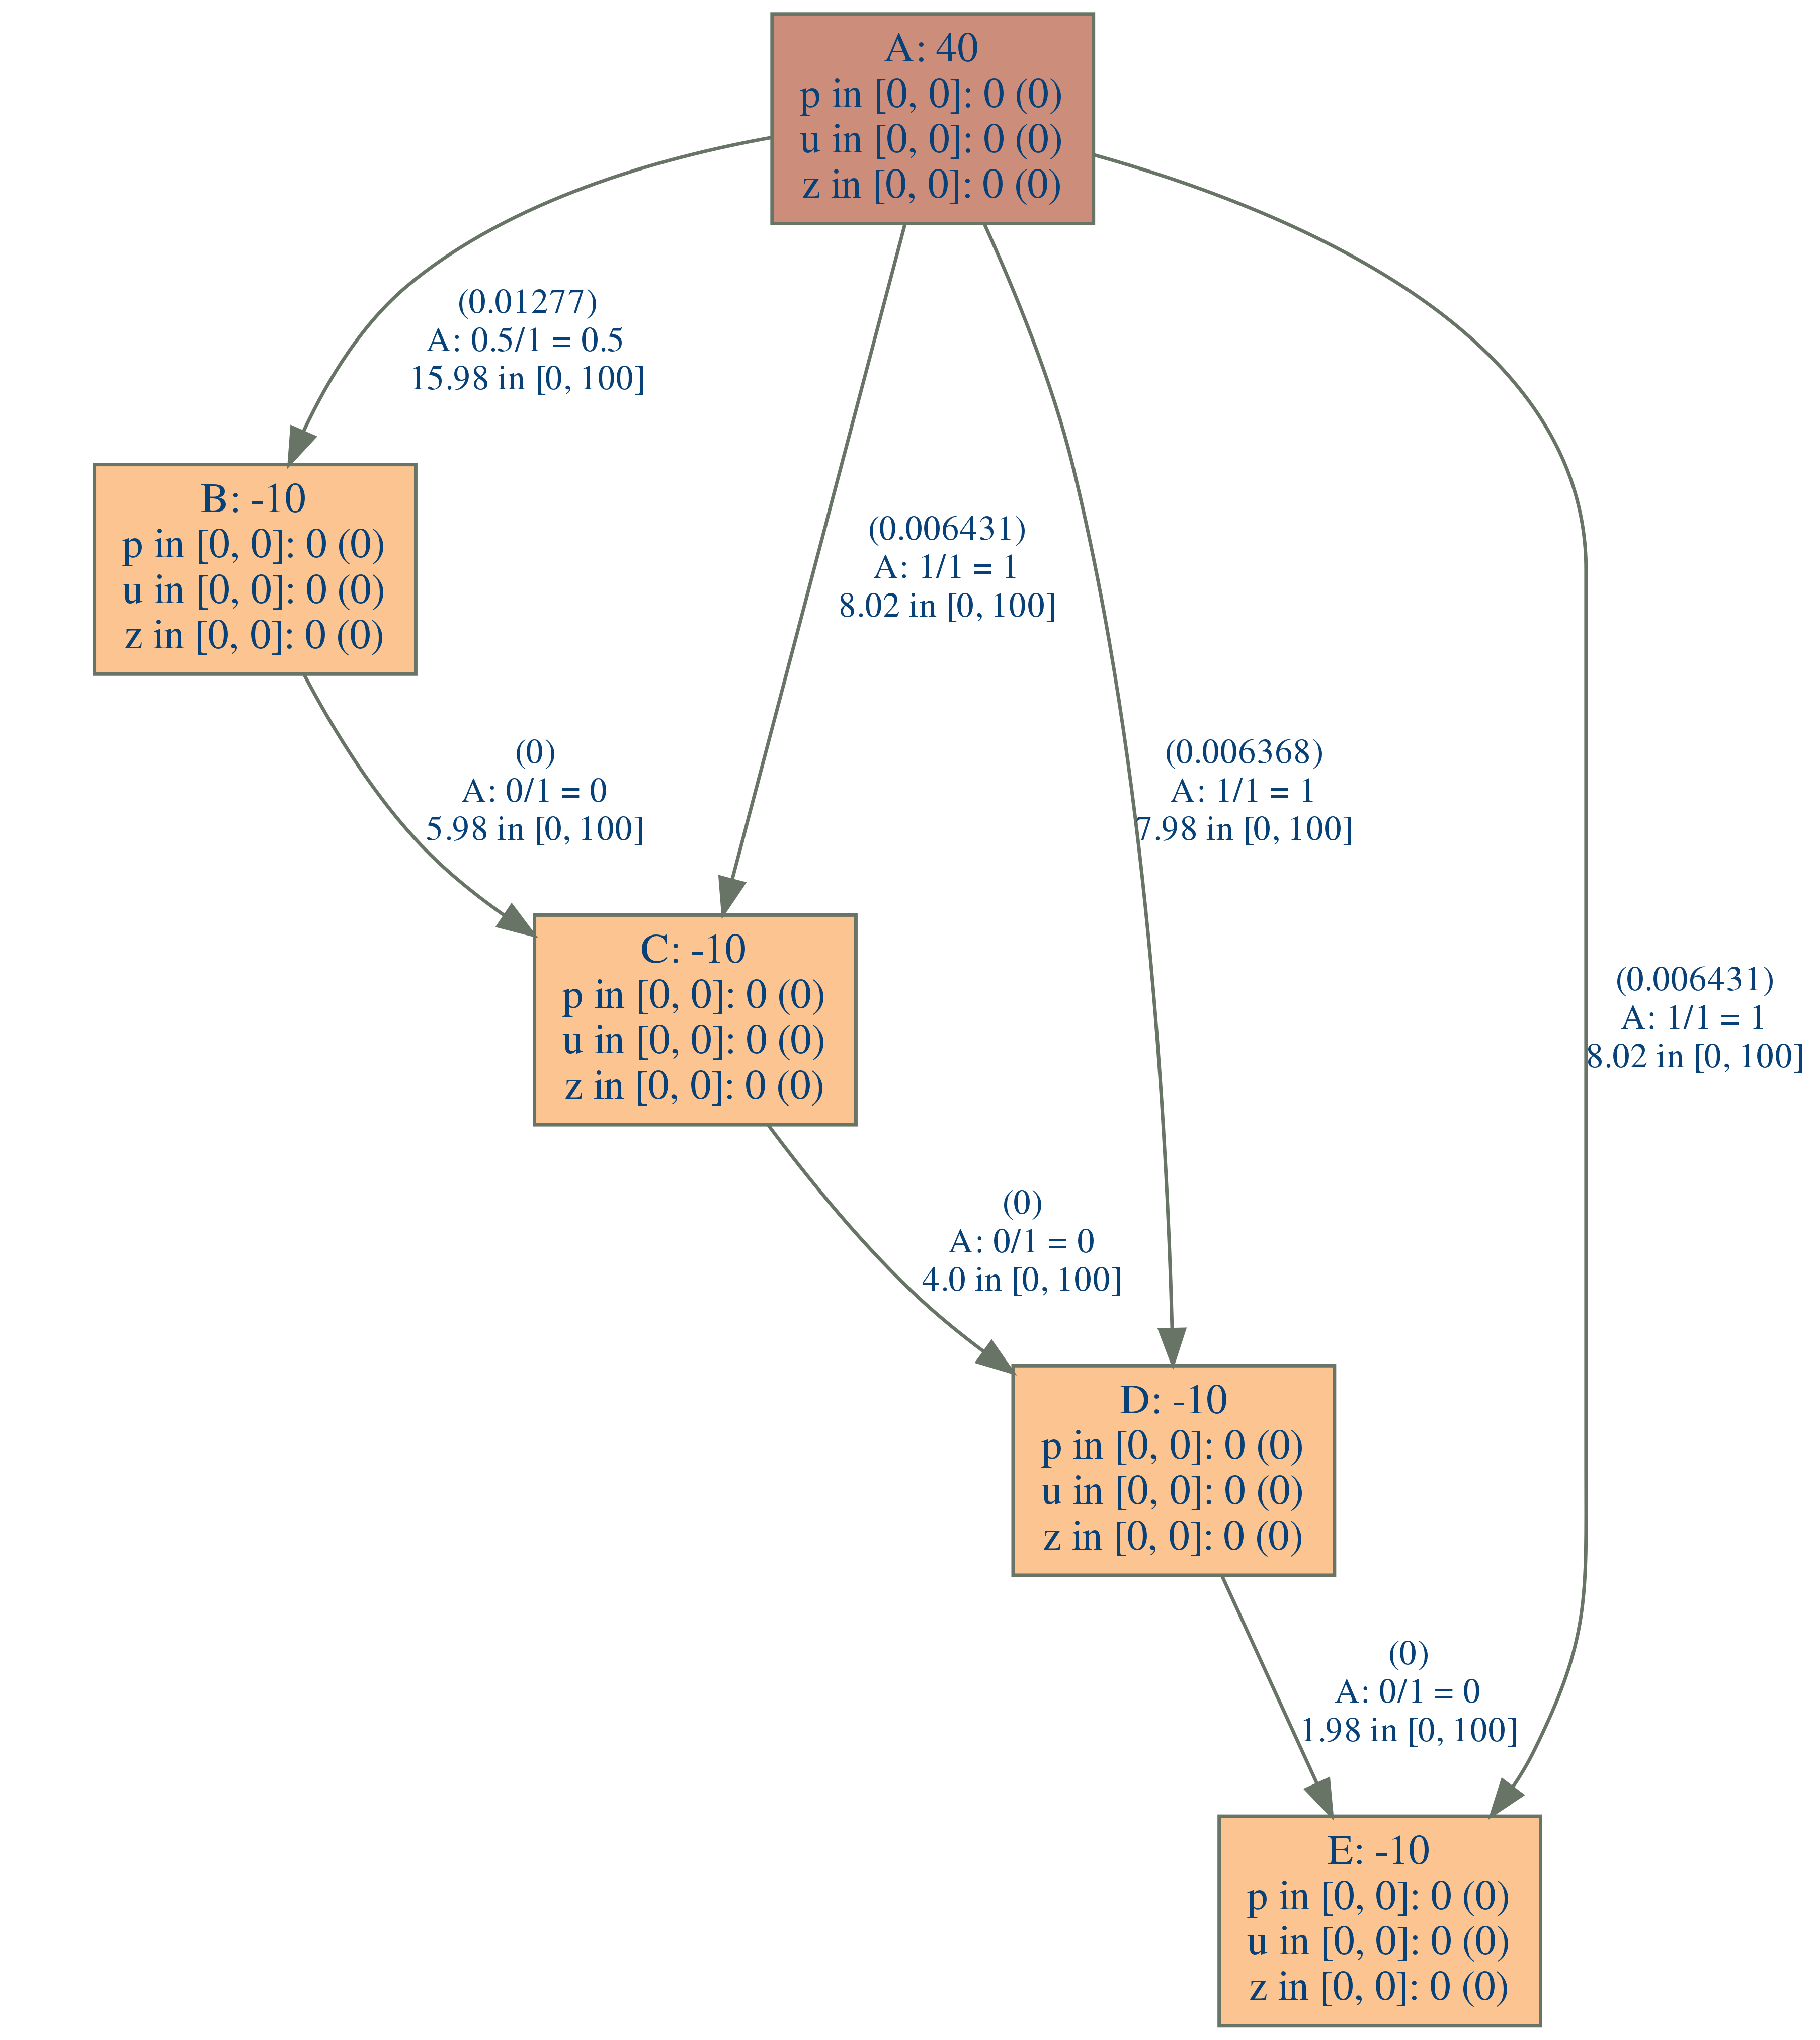 A: 40
p in [0, 0]: 0 (0)
u in [0, 0]: 0 (0)
z in [0, 0]: 0 (0)
(0.01277)
A: 0.5/1 = 0.5
15.98 in [0, 100]
B: -10
p in [0, 0]: 0 (0)
u in [0, 0]: 0 (0)
z in [0, 0]: 0 (0)
(0.006431)
A: 1/1 = 1
8.02 in [0, 100]
(0)
A: 0/1 = 0
5.98 in [0, 100]
(0.006368)
A: 1/1 = 1
7.98 in [0, 100]
C: -10
p in [0, 0]: 0 (0)
u in [0, 0]: 0 (0)
z in [0, 0]: 0 (0)
(0.006431)
A: 1/1 = 1
8.02 in [0, 100]
(0)
A: 0/1 = 0
4.0 in [0, 100]
D: -10
p in [0, 0]: 0 (0)
u in [0, 0]: 0 (0)
z in [0, 0]: 0 (0)
(0)
A: 0/1 = 0
1.98 in [0, 100]
E: -10
p in [0, 0]: 0 (0)
u in [0, 0]: 0 (0)
z in [0, 0]: 0 (0)